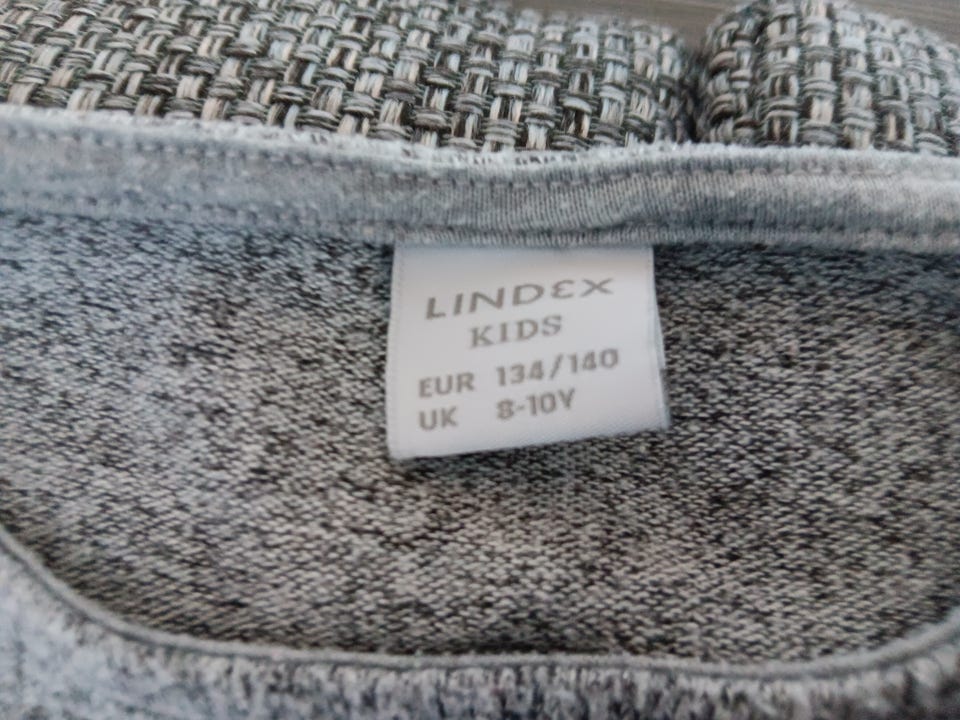 LINDEX
KIDS
EUR 134/140
UK 8-10Y